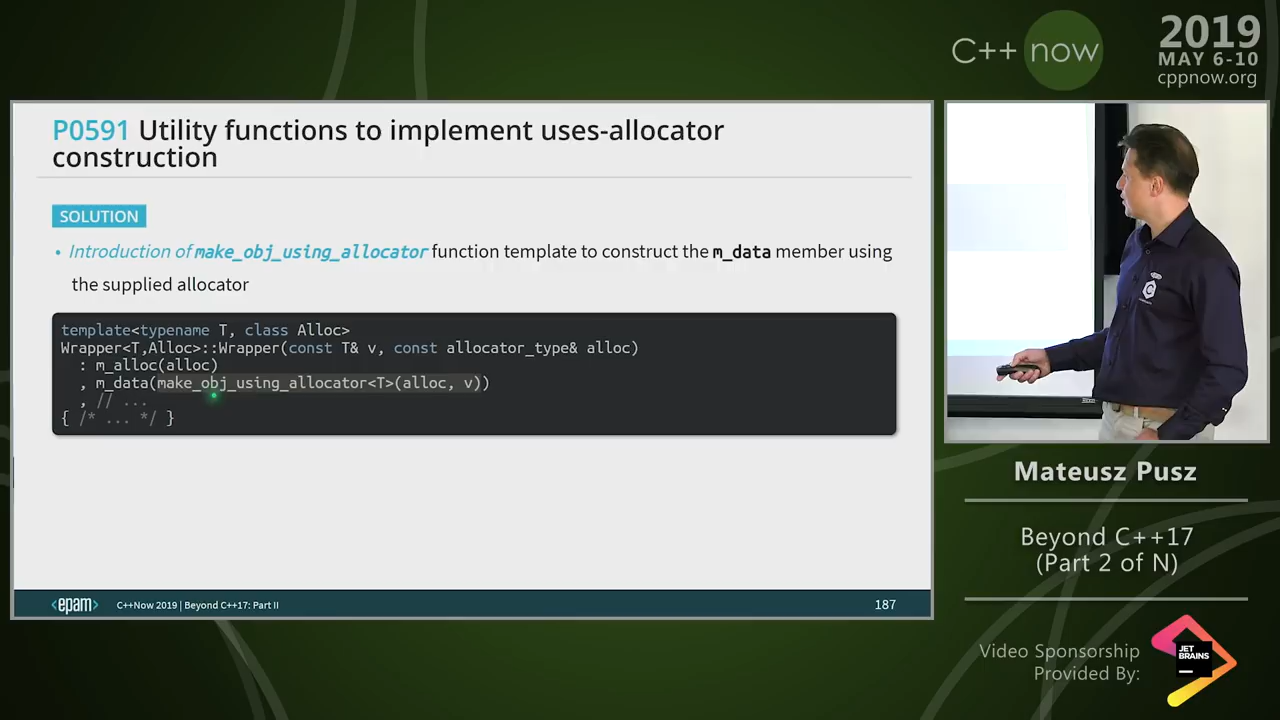 C++ now
2019
MAY 6-10
cppnow.org
P0591 Utility functions to implement uses-allocator
construction
SOLUTION
• Introduction of make_obj_using_allocator function template to construct the m_data member using
the supplied allocator
template<typename T, class Alloc>
Wrapper<T,Alloc>::Wrapper(const T& v, const allocator_type& alloc)
: m_alloc(alloc)
, m_data(make_obj_using_allocator<T>(alloc, v))
, // ...
{ /* ... */ }
<epam>
C++Now 2019 | Beyond C++17: Part II
187
Mateusz Pusz
Beyond C++17
(Part 2 of N)
Video Sponsorship
Provided By:
JET
BRAINS